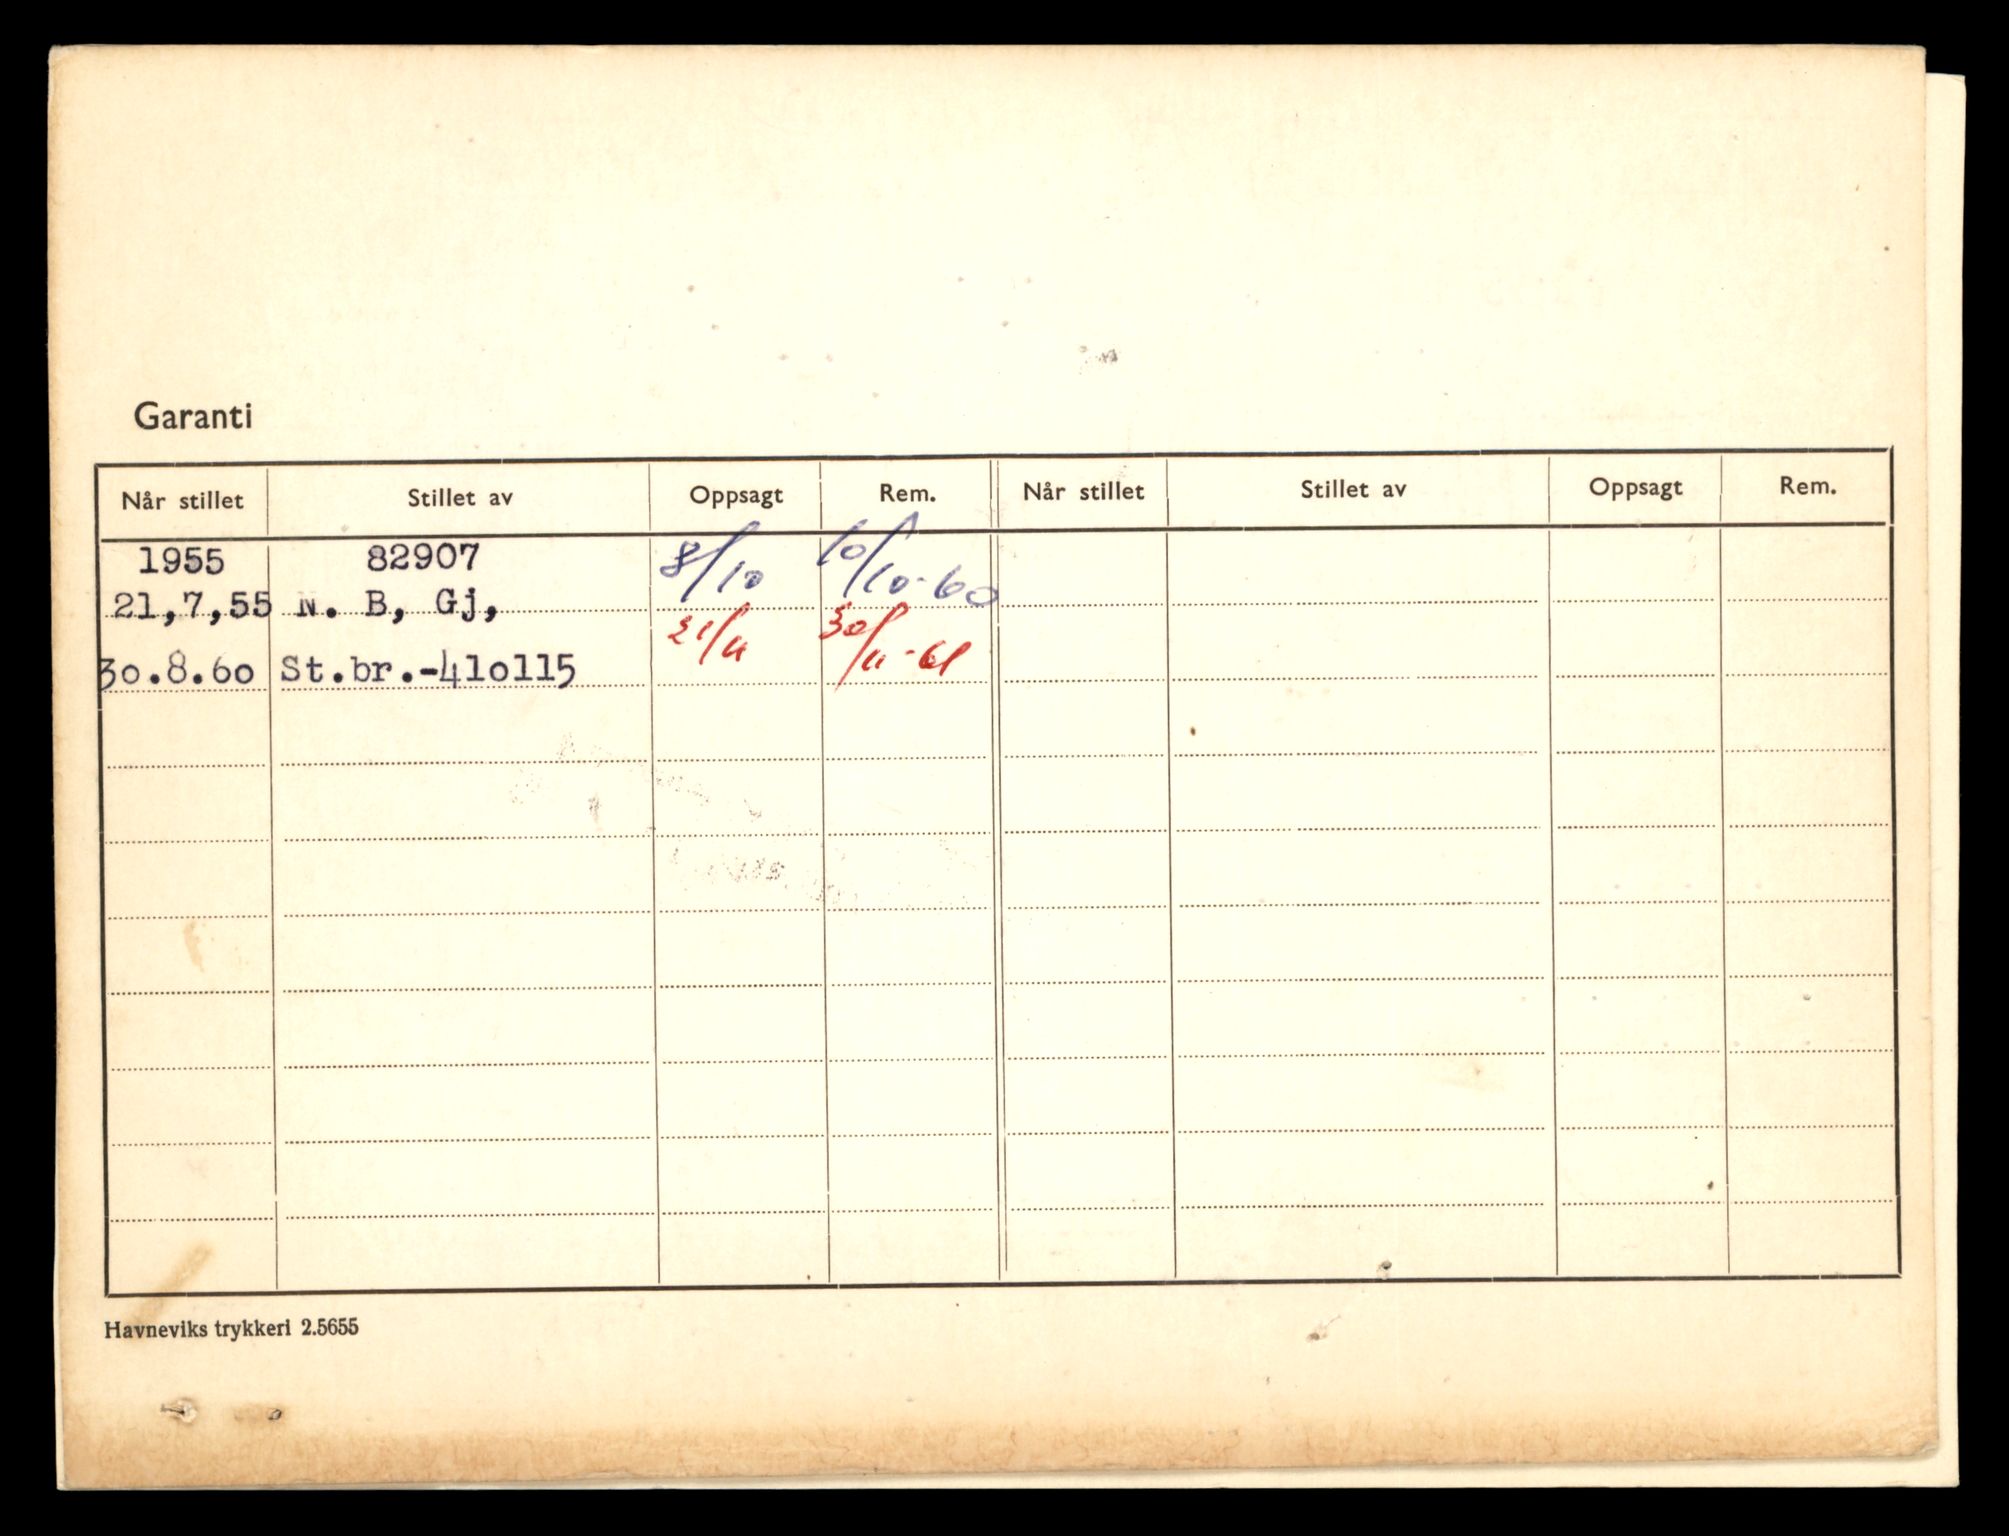 Garanti
Når stillet Stillet av Oppsagt Rem. Når stillet Stillet av Oppsagt Rem.
1955 82907 8/10 10/10-60
21,7,55 N. B, Gj,
21/11 30/11-61
30.8.60 St.br.-410115
Havneviks trykkeri 2.5655